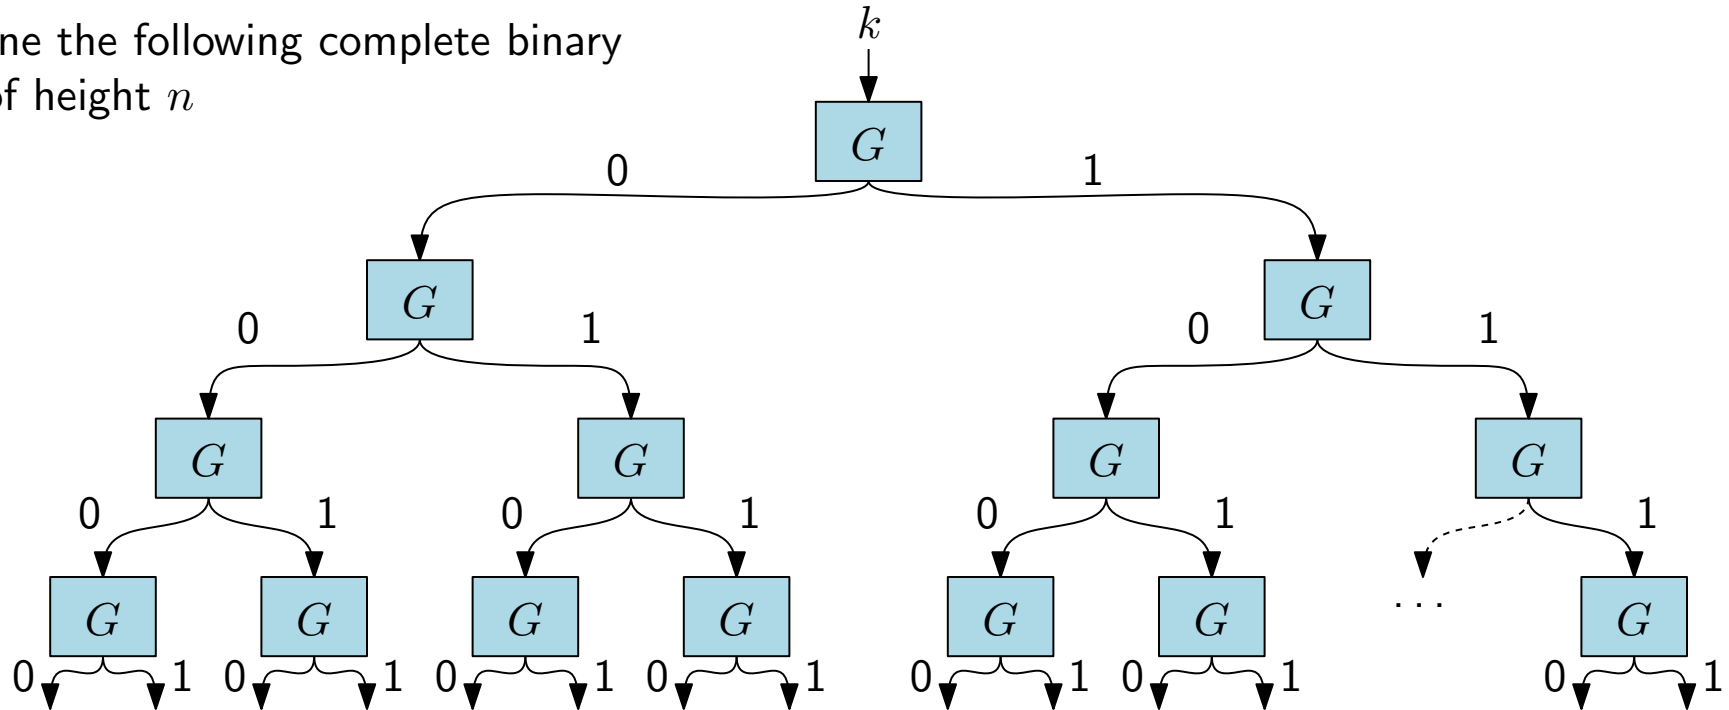 ne the following complete binary
of height n
k
G
0 1
G G
0 1 0 1
G G G G
0 1 0 1 0 1 1
G G G G G G ... G
0 1 0 1 0 1 0 1 0 1 0 1 0 1